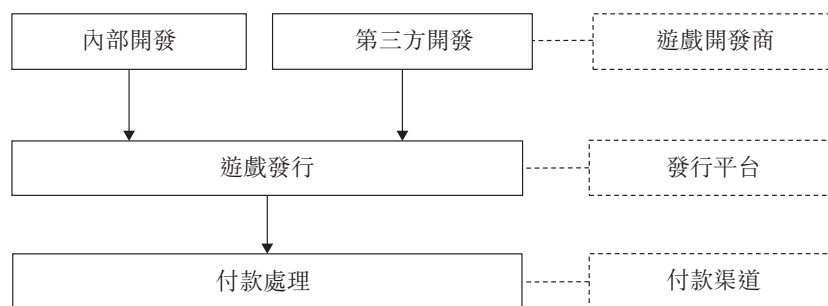 內部開發
第三方開發
遊戲開發商
遊戲發行
發行平台
付款處理
付款渠道